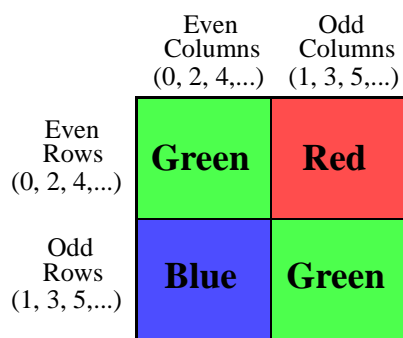 Even
Columns
(0, 2, 4,...)
Odd
Columns
(1, 3, 5,...)
Even
Rows
(0, 2, 4,...)
Green
Red
Odd
Rows
(1, 3, 5,...)
Blue
Green